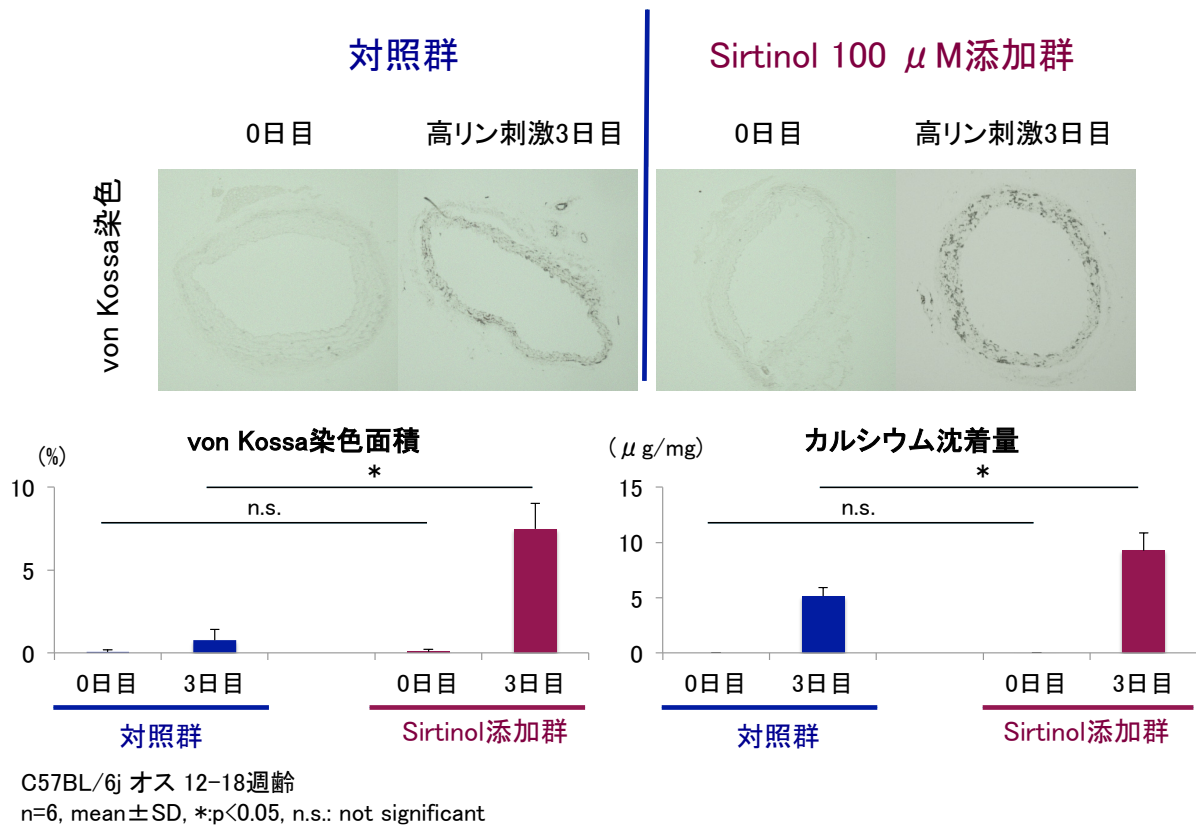 対照群
Sirtinol 100 μM添加群
0日目
高リン刺激3日目
0日目
高リン刺激3日目
von Kossa染色
von Kossa染色面積
(%)
10
5
0
*
n.s.
0日目
3日目
0日目
3日目
対照群
Sirtinol添加群
カルシウム沈着量
(μg/mg)
15
10
5
0
*
n.s.
0日目
3日目
0日目
3日目
対照群
Sirtinol添加群
C57BL/6j オス 12-18週齢
n=6, mean±SD, *:p<0.05, n.s.: not significant